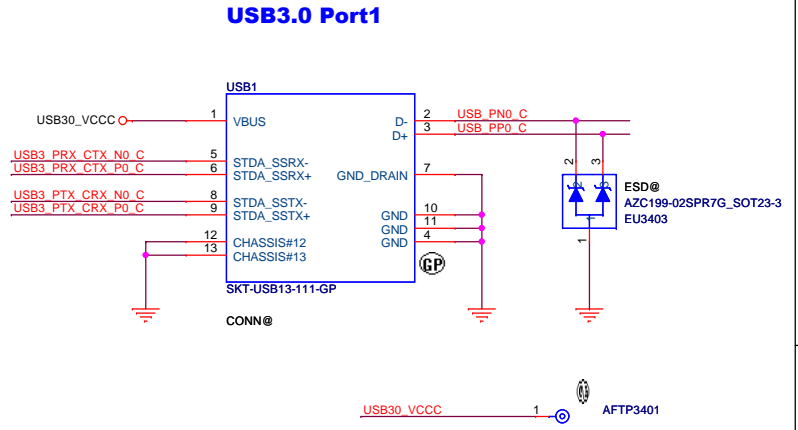 USB3.0 Port1
USB1
USB30_VCCC
1
VBUS
D-
2
USB_PN0_C
D+
3
USB_PP0_C
USB3_PRX_CTX_N0_C
5
STDA_SSRX-
USB3_PRX_CTX_P0_C
6
STDA_SSRX+
GND_DRAIN
7
USB3_PTX_CRX_N0_C
8
STDA_SSTX-
USB3_PTX_CRX_P0_C
9
STDA_SSTX+
GND
10
GND
11
GND
4
12
CHASSIS#12
13
CHASSIS#13
2
3
1
1
ESD@
AZC199-02SPR7G_SOT23-3
EU3403
GP
SKT-USB13-111-GP
CONN@
USB30_VCCC
1
AFTP3401